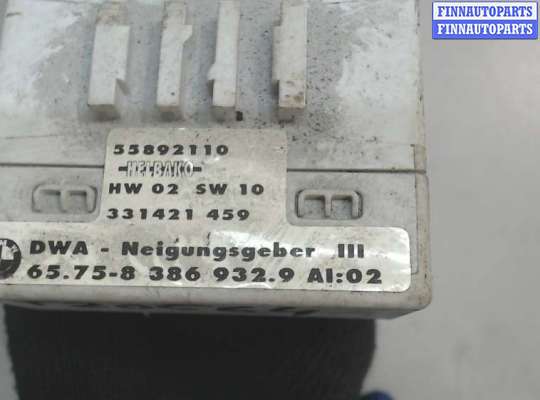 FINNAUTOPARTS
FINNAUTOPARTS
55892110
HELBAKO
HW 02 SW 10
331421 459
DWA - Neigungsgeber III
65.75-8 386 932.9 AI:02